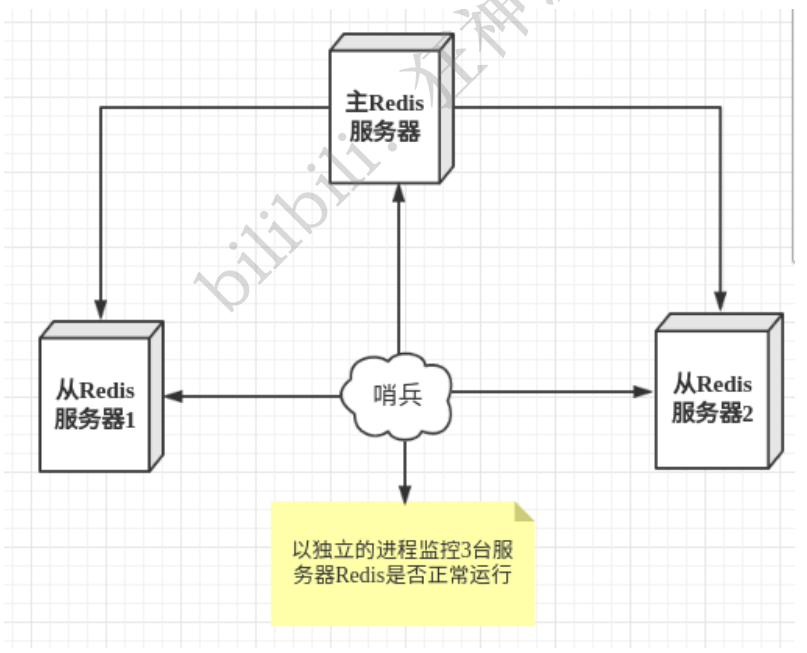 主Redis
服务器
bilibili:狂神
从Redis
服务器1
哨兵
从Redis
服务器2
以独立的进程监控3台服
务器Redis是否正常运行